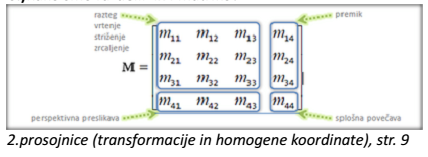 razteg
vrtenje
striženje
zrcaljenje
premik
m11 m12 m13 m14
m21 m22 m23 m24
M = m31 m32 m33 m34
m41 m42 m43 m44
perspektivna preslikava
splošna povečava
2.prosojnice (transformacije in homogene koordinate), str. 9